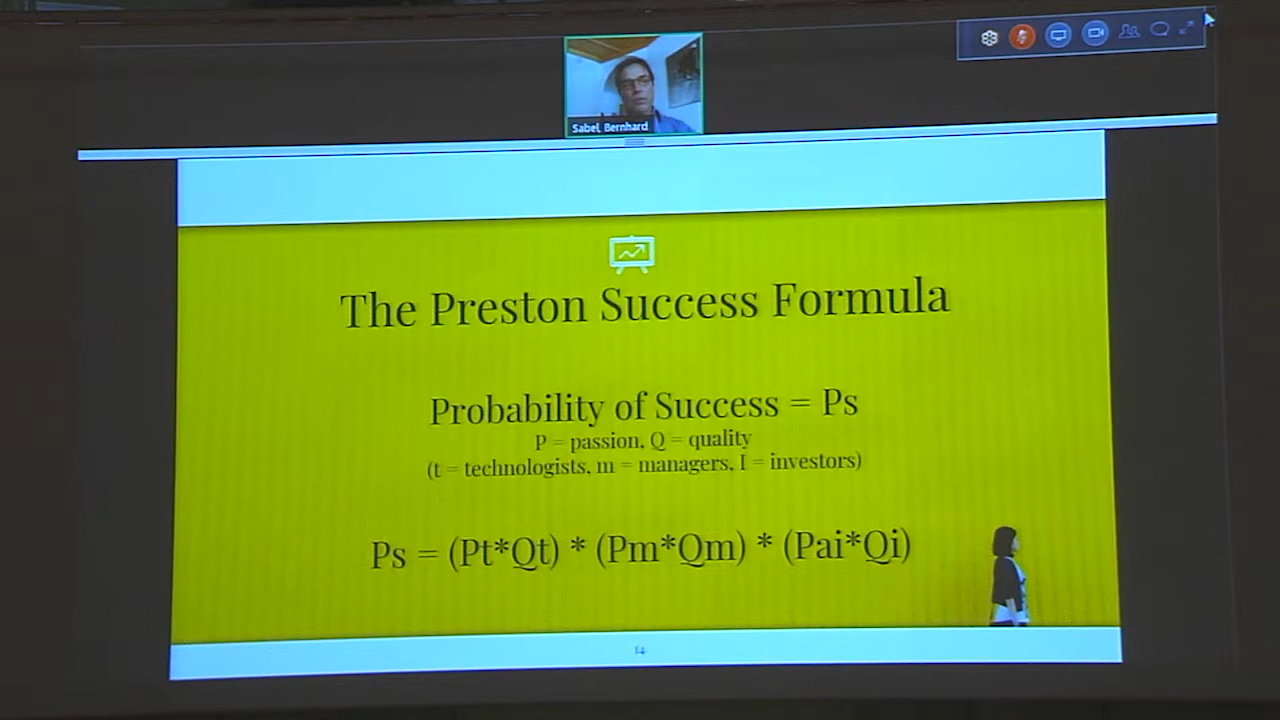 Sabel, Bernhard
The Preston Success Formula
Probability of Success = Ps
P = passion, Q = quality
(t = technologists, m = managers, I = investors)
Ps = (Pt*Qt) * (Pm*Qm) * (Pai*Qi)
14